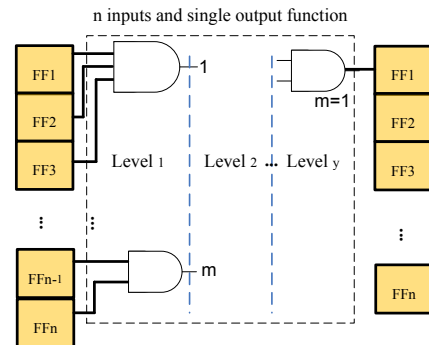 n inputs and single output function
FF1
FF2
FF3
...
FFn-1
FFn
1
Level 1
...
m
Level 2
...
Level y
m=1
FF1
FF2
FF3
...
FFn